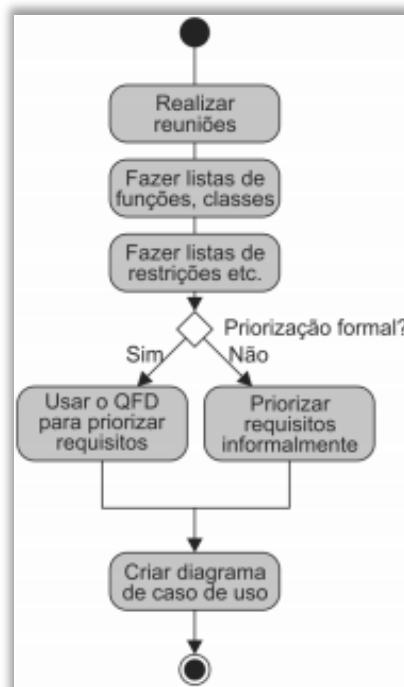 Realizar
reuniões
Fazer listas de
funções, classes
Fazer listas de
restrições etc.
Priorização formal?
Sim
Não
Usar o QFD
para priorizar
requisitos
Priorizar
requisitos
informalmente
Criar diagrama
de caso de uso